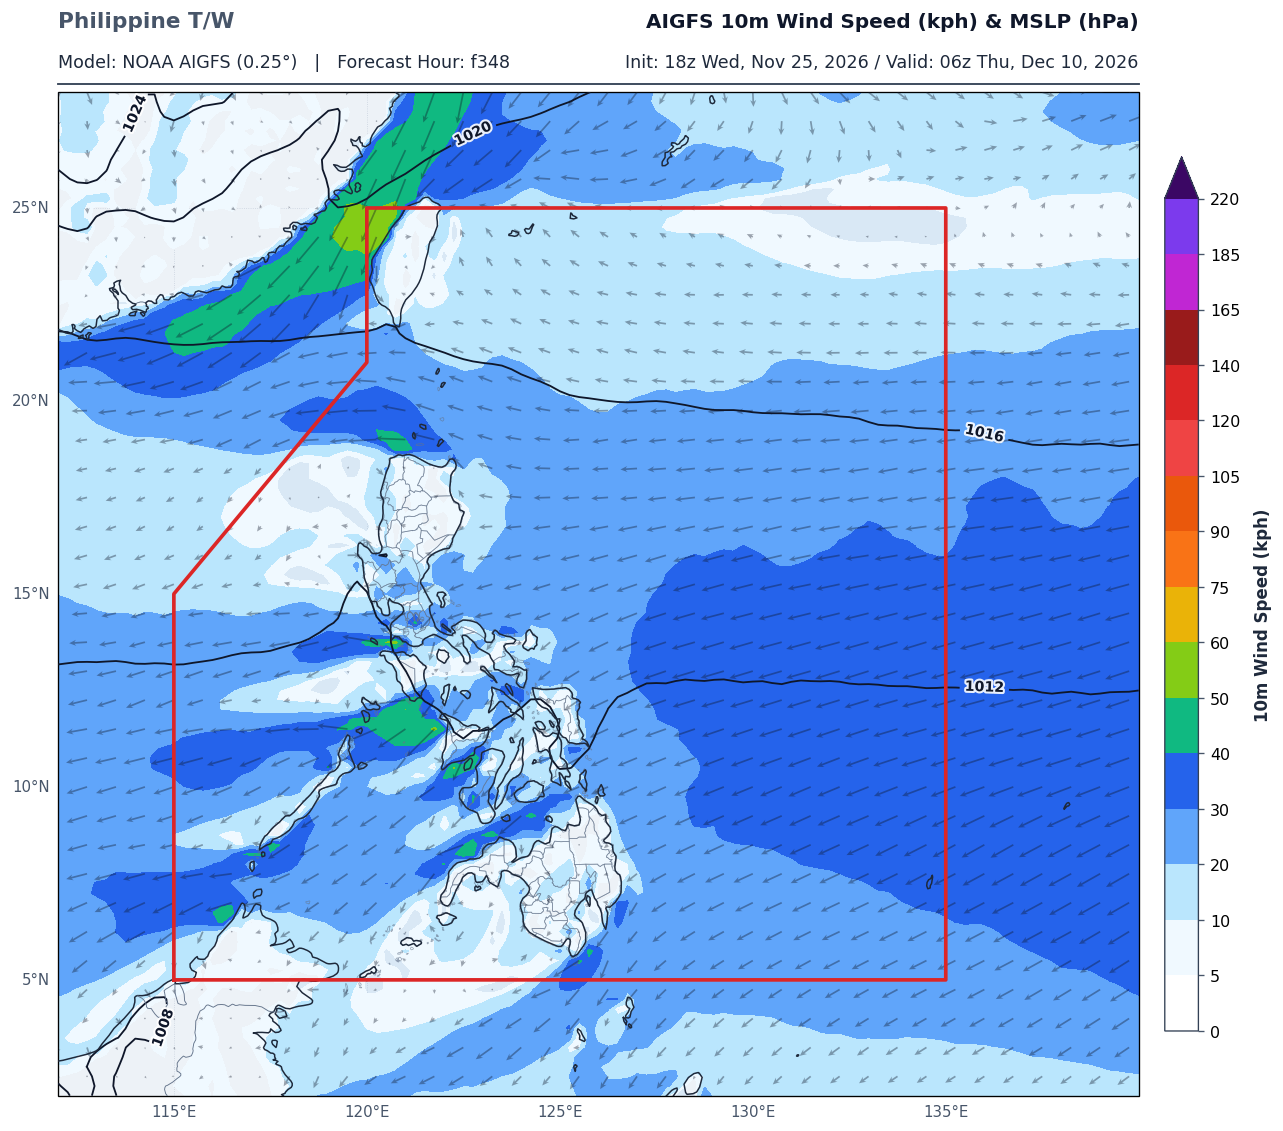 Philippine T/W
AIGFS 10m Wind Speed (kph) & MSLP (hPa)
Model: NOAA AIGFS (0.25°) | Forecast Hour: f348
Init: 18z Wed, Nov 25, 2026 / Valid: 06z Thu, Dec 10, 2026
1024
1020
1016
1012
1008
25°N
20°N
15°N
10°N
5°N
115°E
120°E
125°E
130°E
135°E
220
185
165
140
120
105
90
75
60
50
40
30
20
10
5
0
10m Wind Speed (kph)